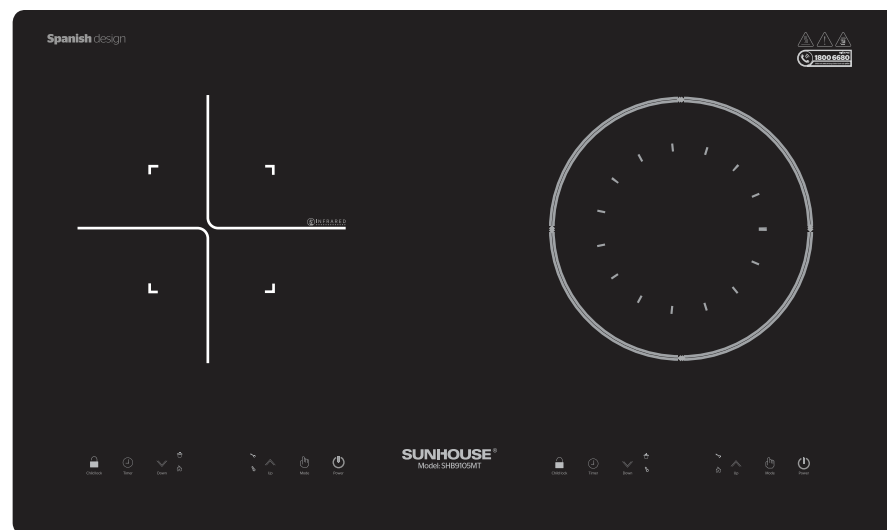 Spanish design
1800 6680
INFRARED
SUNHOUSE®
Model: SHB9105MT
Childlock Timer Down Up Mode Power
Childlock Timer Down Up Mode Power